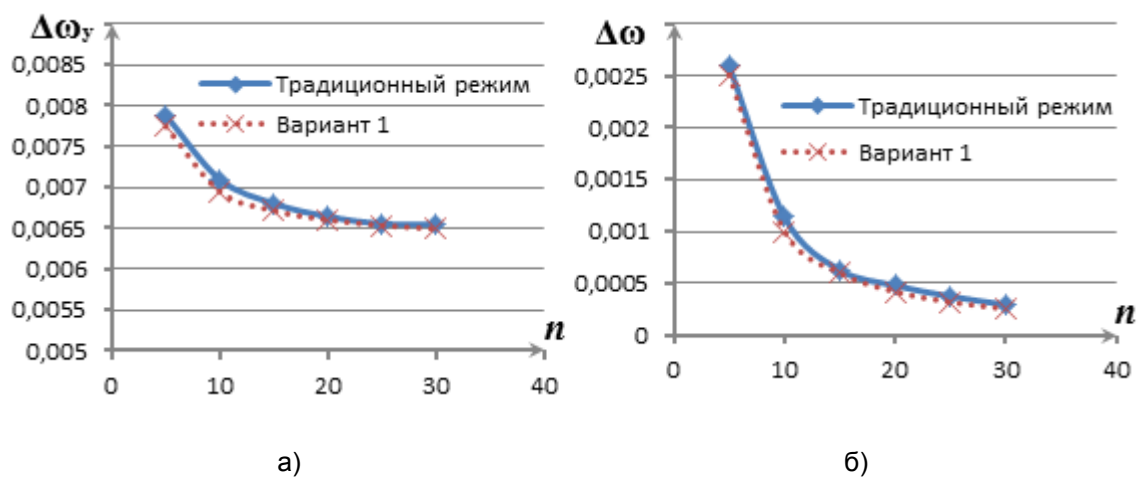 Δωy
0,0085
0,008
0,0075
0,007
0,0065
0,006
0,0055
0,005
Традиционный режим
Вариант 1
n
0 10 20 30 40
а)
Δω
0,0025
0,002
0,0015
0,001
0,0005
0
Традиционный режим
Вариант 1
n
0 10 20 30 40
б)